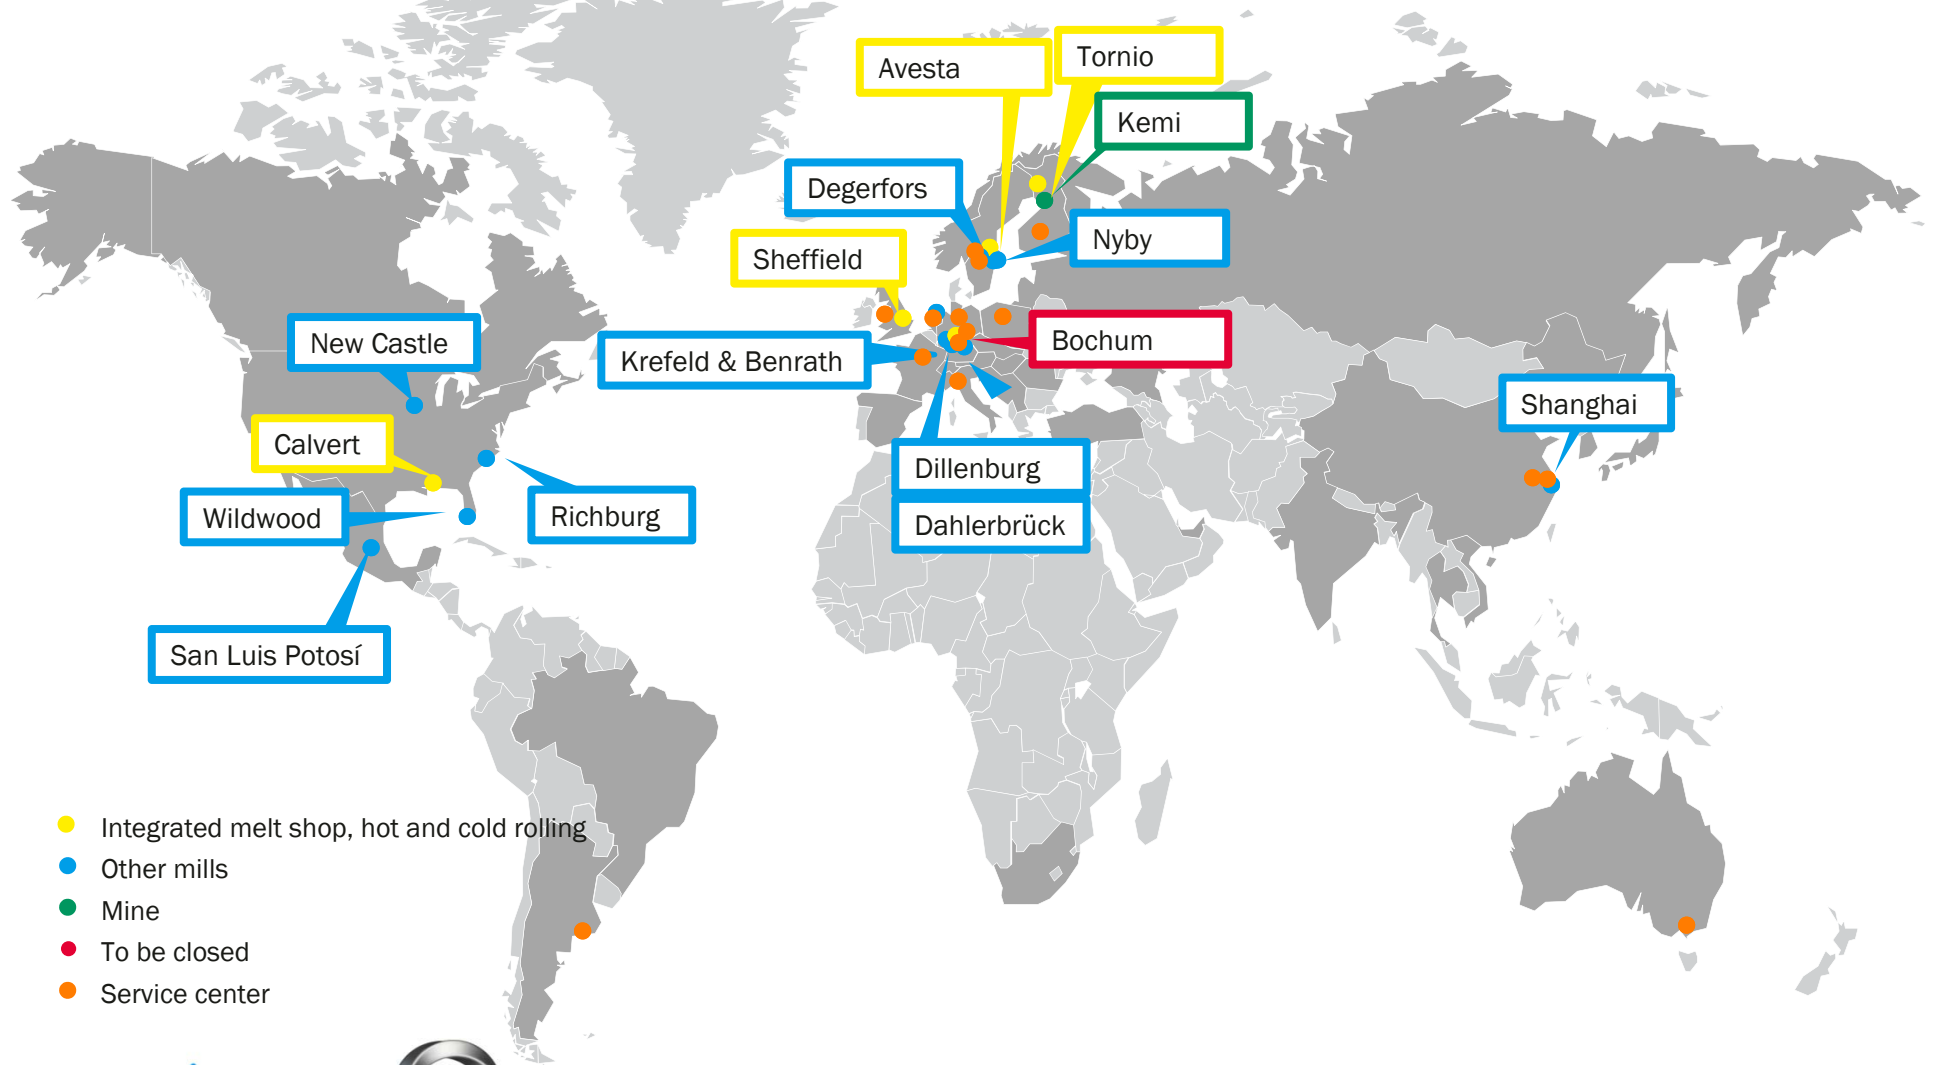 Tornio
Avesta
Kemi
Degerfors
Nyby
Sheffield
New Castle
Krefeld & Benrath
Bochum
Shanghai
Calvert
Dillenburg
Wildwood
Richburg
Dahlerbrück
San Luis Potosí
Integrated melt shop, hot and cold rolling
Other mills
Mine
To be closed
Service center